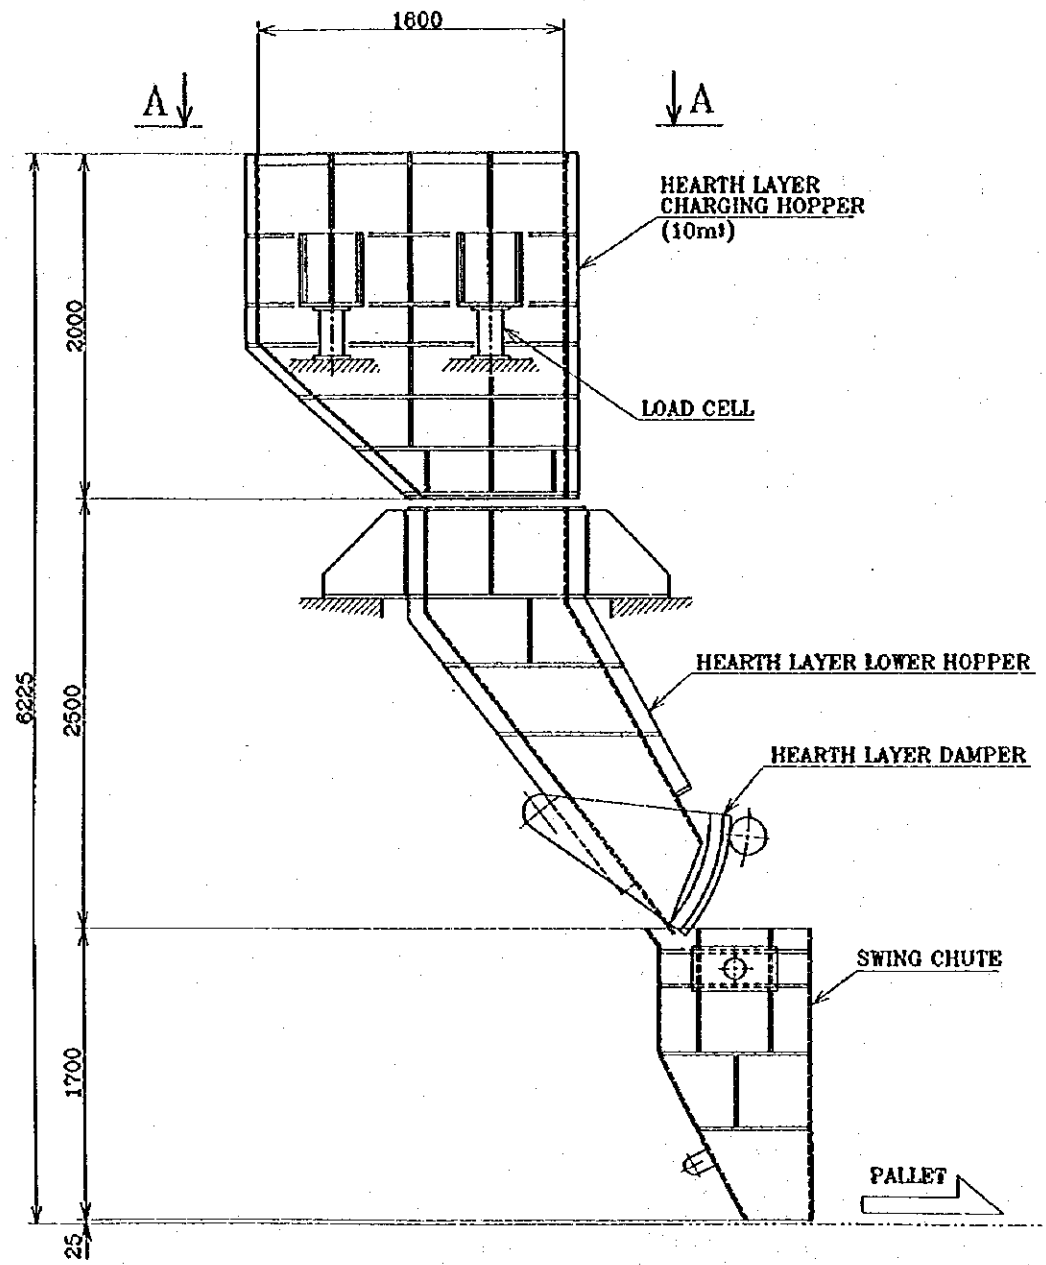 1800
A
A
HEARTH LAYER
CHARGING HOPPER
(10m³)
2000
LOAD CELL
6225
2500
HEARTH LAYER LOWER HOPPER
HEARTH LAYER DAMPER
SWING CHUTE
1700
PALLET
25